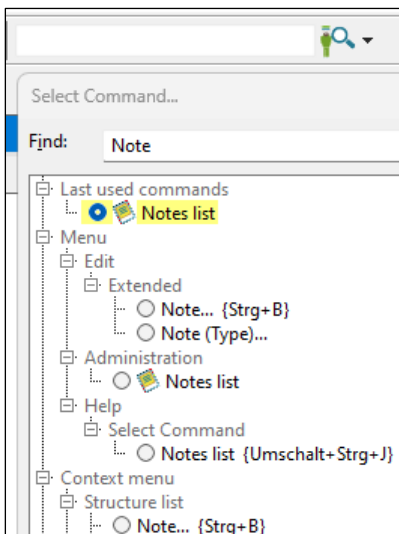 Select Command...
Find: Note
Last used commands
Notes list
Menu
Edit
Extended
Note... {Strg+B}
Note (Type)...
Administration
Notes list
Help
Select Command
Notes list {Umschalt+Strg+J}
Context menu
Structure list
Note... {Strg+B}